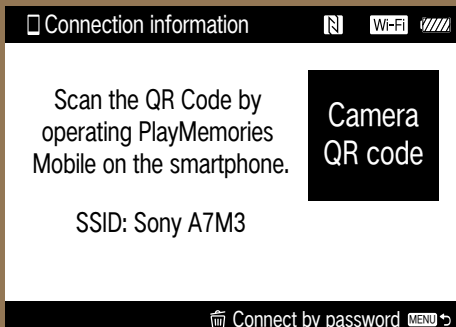 Connection information
Wi-Fi
Scan the QR Code by
operating PlayMemories
Mobile on the smartphone.
SSID: Sony A7M3
Camera
QR code
Connect by password MENU